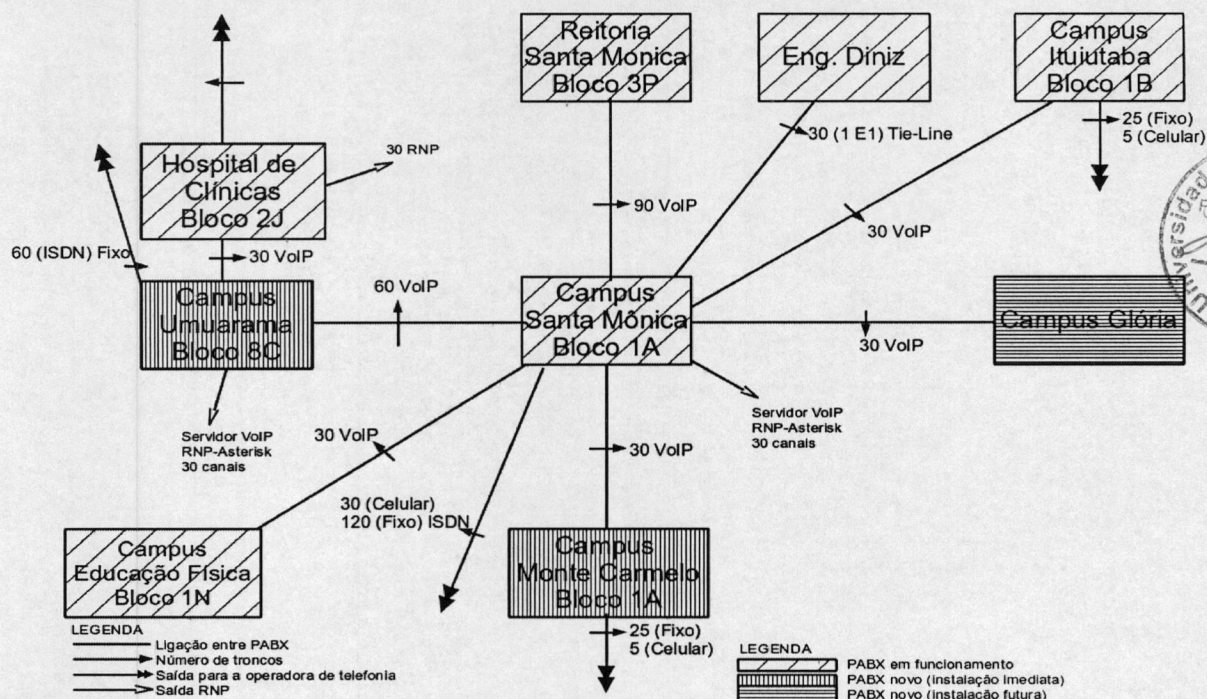 Reitoria
Santa Mônica
Bloco 3P
Eng. Diniz
Campus
Ituiutaba
Bloco 1B
25 (Fixo)
5 (Celular)
30 (1 E1) Tie-Line
Hospital de
Clínicas
Bloco 2J
30 RNP
90 VoIP
30 VoIP
60 (ISDN) Fixo
30 VoIP
Universidad
Campus
Umuarama
Bloco 8C
60 VoIP
Campus
Santa Mônica
Bloco 1A
30 VoIP
Campus Glória
Servidor VoIP
RNP-Asterisk
30 canais
30 VoIP
30 VoIP
Servidor VoIP
RNP-Asterisk
30 canais
30 (Celular)
120 (Fixo) ISDN
Campus
Educação Física
Bloco 1N
Campus
Monte Carmelo
Bloco 1A
25 (Fixo)
5 (Celular)
LEGENDA
Ligação entre PABX
Número de troncos
Saída para a operadora de telefonia
Saída RNP
LEGENDA
PABX em funcionamento
PABX novo (instalação imediata)
PABX novo (instalação futura)